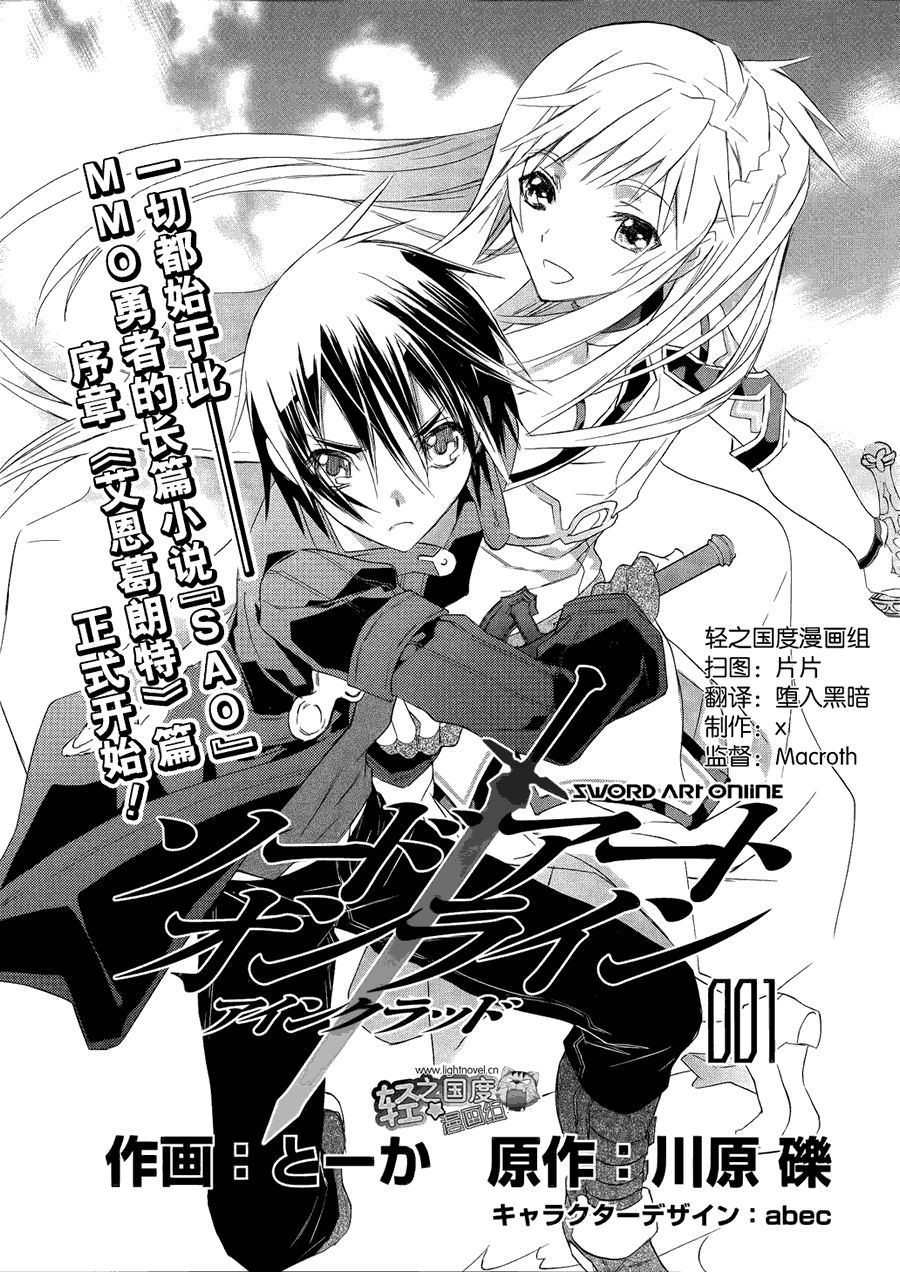 一切都始于此——
MMO勇者的长篇小说『SAO』
序章《艾恩葛朗特》篇
正式开始！
轻之国度漫画组
扫图：片片
翻译：堕入黑暗
制作：x
监督：Macroth
SWORD ART ONLINE
ソードアート
オンライン
アインクラッド
001
www.lightnovel.cn
轻之国度
漫画组
作画：とーか　原作：川原 礫
キャラクターデザイン：abec